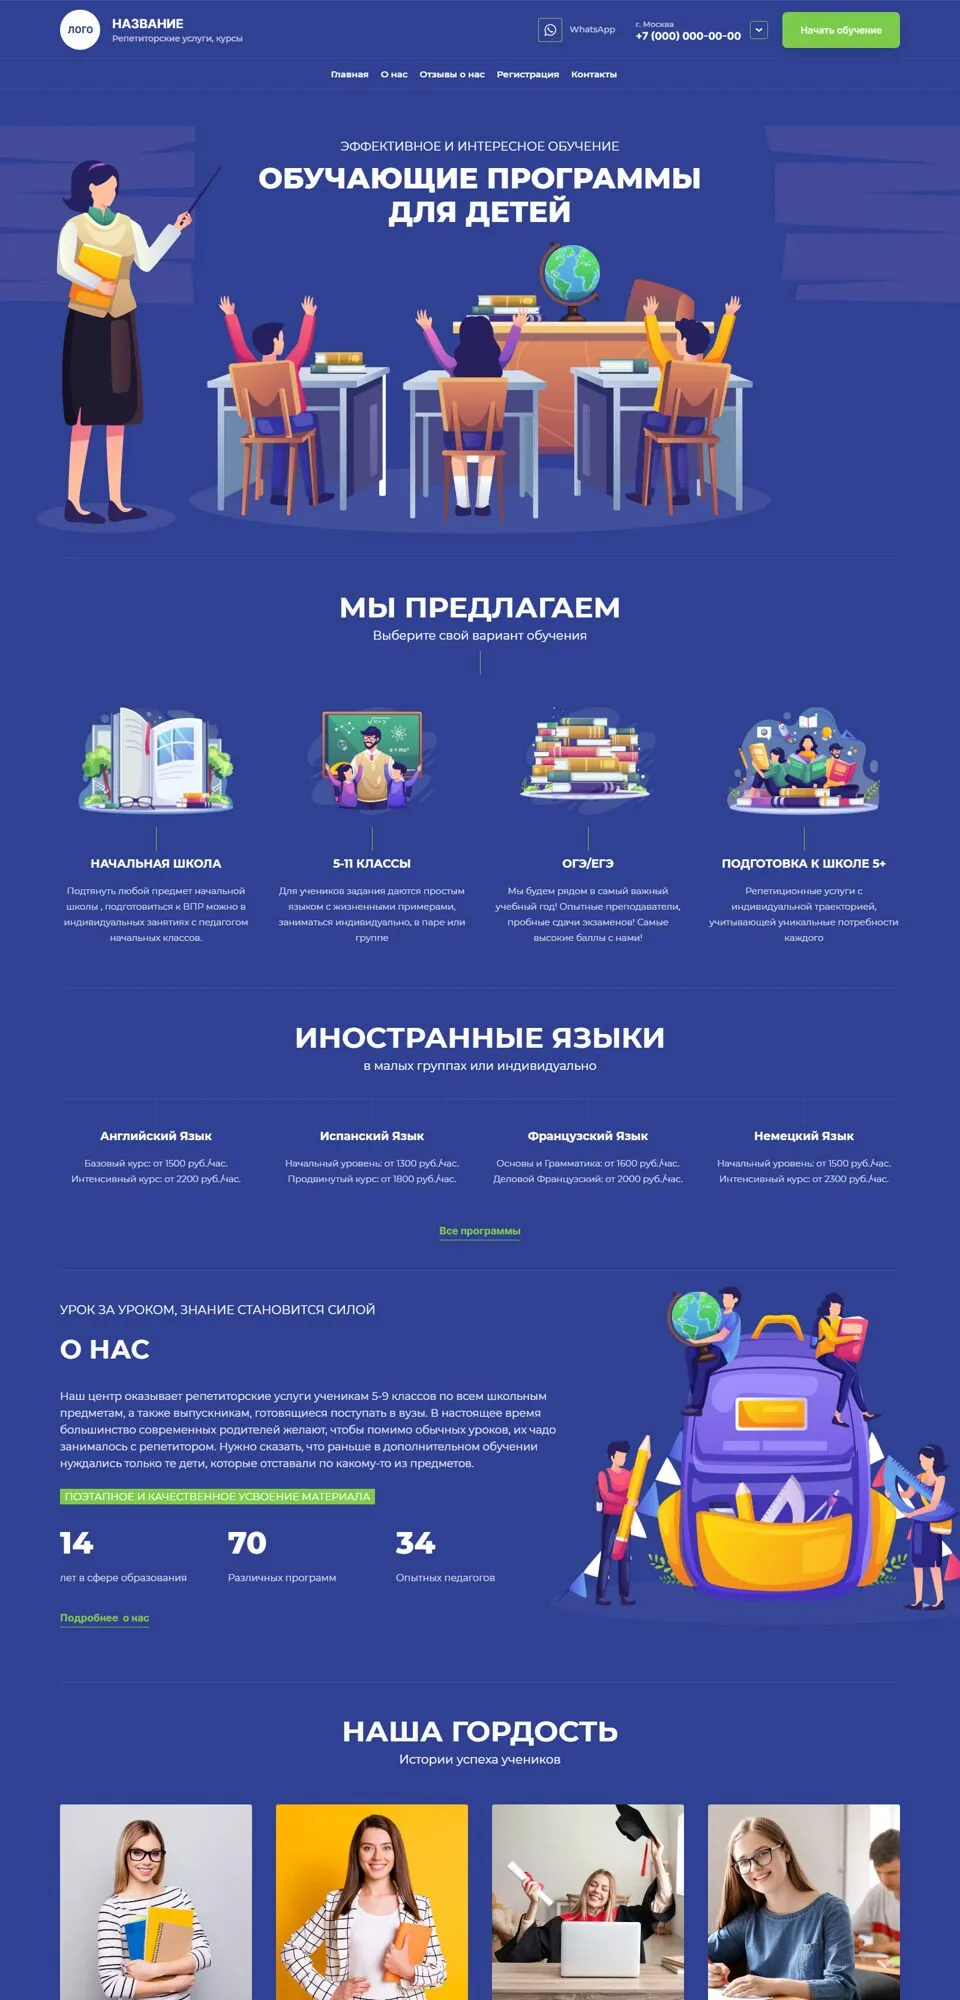 ЛОГО
НАЗВАНИЕ
Репетиторские услуги, курсы
WhatsApp
г. Москва
+7 (000) 000-00-00
Начать обучение
Главная О нас Отзывы о нас Регистрация Контакты
ЭФФЕКТИВНОЕ И ИНТЕРЕСНОЕ ОБУЧЕНИЕ
ОБУЧАЮЩИЕ ПРОГРАММЫ
ДЛЯ ДЕТЕЙ
МЫ ПРЕДЛАГАЕМ
Выберите свой вариант обучения
НАЧАЛЬНАЯ ШКОЛА
Подтянуть любой предмет начальной
школы , подготовиться к ВПР можно в
индивидуальных занятиях с педагогом
начальных классов.
5-11 КЛАССЫ
Для учеников задания даются простым
языком с жизненными примерами,
заниматься индивидуально, в паре или
группе
ОГЭ/ЕГЭ
Мы будем рядом в самый важный
учебный год! Опытные преподаватели,
пробные сдачи экзаменов! Самые
высокие баллы с нами!
ПОДГОТОВКА К ШКОЛЕ 5+
Репетиционные услуги с
индивидуальной траекторией,
учитывающей уникальные потребности
каждого
ИНОСТРАННЫЕ ЯЗЫКИ
в малых группах или индивидуально
Английский Язык
Базовый курс: от 1500 руб./час.
Интенсивный курс: от 2200 руб./час.
Испанский Язык
Начальный уровень: от 1300 руб./час.
Продвинутый курс: от 1800 руб./час.
Французский Язык
Основы и Грамматика: от 1600 руб./час.
Деловой Французский: от 2000 руб./час.
Немецкий Язык
Начальный уровень: от 1500 руб./час.
Интенсивный курс: от 2300 руб./час.
Все программы
УРОК ЗА УРОКОМ, ЗНАНИЕ СТАНОВИТСЯ СИЛОЙ
О НАС
Наш центр оказывает репетиторские услуги ученикам 5-9 классов по всем школьным
предметам, а также выпускникам, готовящиеся поступать в вузы. В настоящее время
большинство современных родителей желают, чтобы помимо обычных уроков, их чадо
занималось с репетитором. Нужно сказать, что раньше в дополнительном обучении
нуждались только те дети, которые отставали по какому-то из предметов.
ПОЭТАПНОЕ И КАЧЕСТВЕННОЕ УСВОЕНИЕ МАТЕРИАЛА
14
лет в сфере образования
70
Различных программ
34
Опытных педагогов
Подробнее о нас
НАША ГОРДОСТЬ
Истории успеха учеников